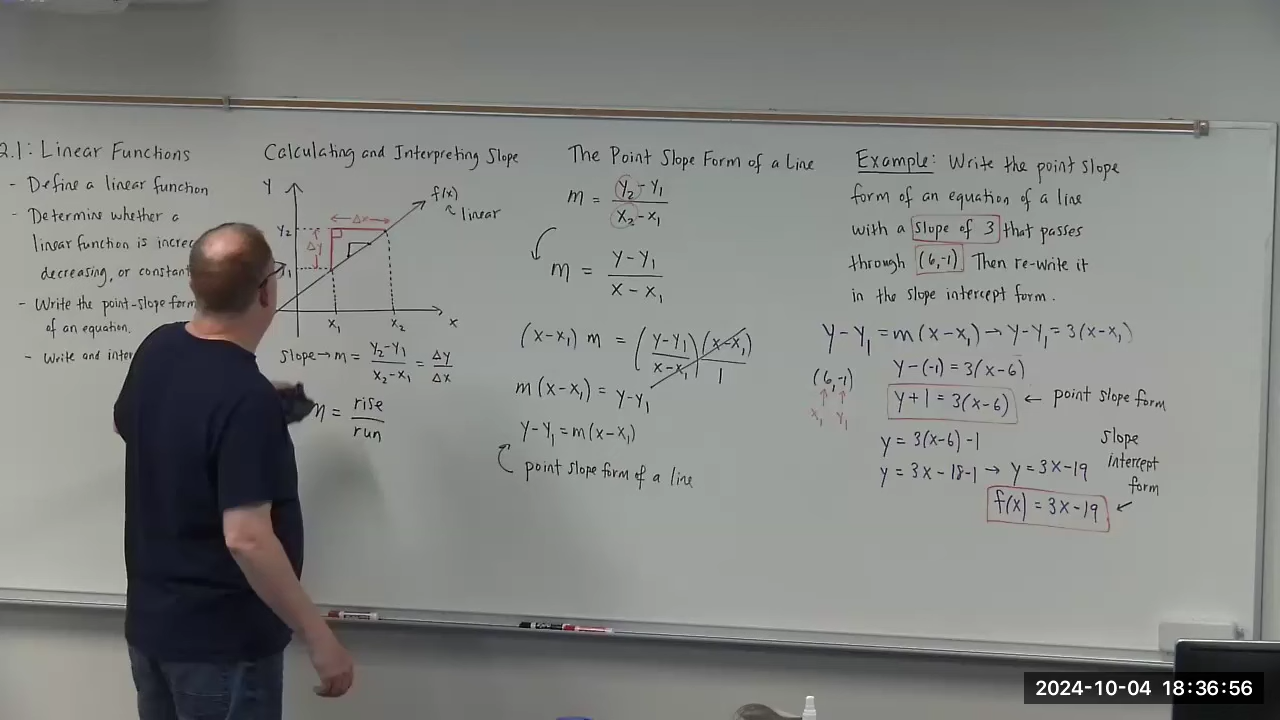 2.1: Linear Functions
- Define a linear function
- Determine whether a
linear function is
decreasing, or constant
- Write the point-slope form
of an equation.
- Write and
Calculating and Interpreting Slope
Y
f(x)
linear
Δx
Y₂
Δy
Y₁
x₁ x₂ x
Slope → m = (Y₂-Y₁)/(x₂-x₁) = Δy/Δx
m = rise/run
The Point Slope Form of a Line
m = (Y₂-Y₁)/(x₂-x₁)
m = (Y-Y₁)/(x-x₁)
(x-x₁) m = ((Y-Y₁)/(x-x₁)) (x-x₁)/1
m(x-x₁) = Y-Y₁
Y-Y₁ = m(x-x₁)
point slope form of a line
Example: Write the point slope
form of an equation of a line
with a slope of 3 that passes
through (6,-1) Then re-write it
in the slope intercept form.
Y-Y₁ = m(x-x₁) → Y-Y₁ = 3(x-x₁)
(6,-1)
x₁ Y₁
Y-(-1) = 3(x-6)
Y+1 = 3(x-6) ← point slope form
y = 3(x-6)-1
y = 3x-18-1 → y = 3x-19
f(x) = 3x-19
slope
intercept
form
2024-10-04 18:36:56